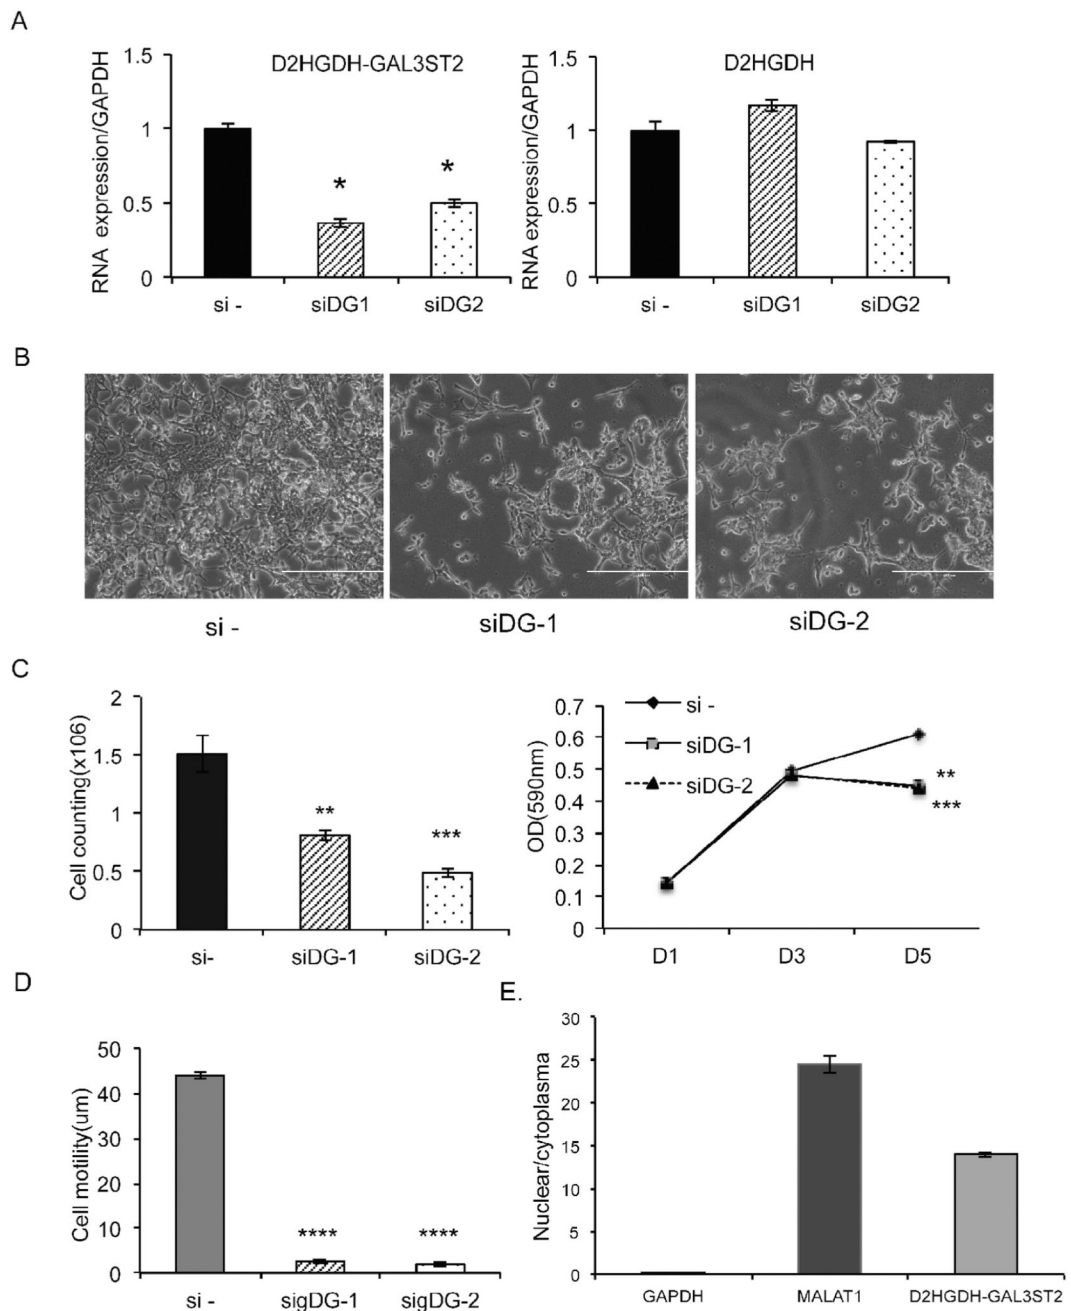 A
D2HGDH-GAL3ST2
RNA expression/GAPDH
1.5
1
0.5
0
si -
siDG1
siDG2
*
*
D2HGDH
RNA expression/GAPDH
1.5
1
0.5
0
si -
siDG1
siDG2
B
si -
siDG-1
siDG-2
C
Cell counting(x106)
2
1.5
1
0.5
0
**
***
si-
siDG-1
siDG-2
OD(590nm)
0.7
0.6
0.5
0.4
0.3
0.2
0.1
0
si -
siDG-1
siDG-2
**
***
D1
D3
D5
D
Cell motility(um)
50
40
30
20
10
0
****
****
si -
sigDG-1
sigDG-2
E.
Nuclear/cytoplasma
30
25
20
15
15
5
0
GAPDH
MALAT1
D2HGDH-GAL3ST2